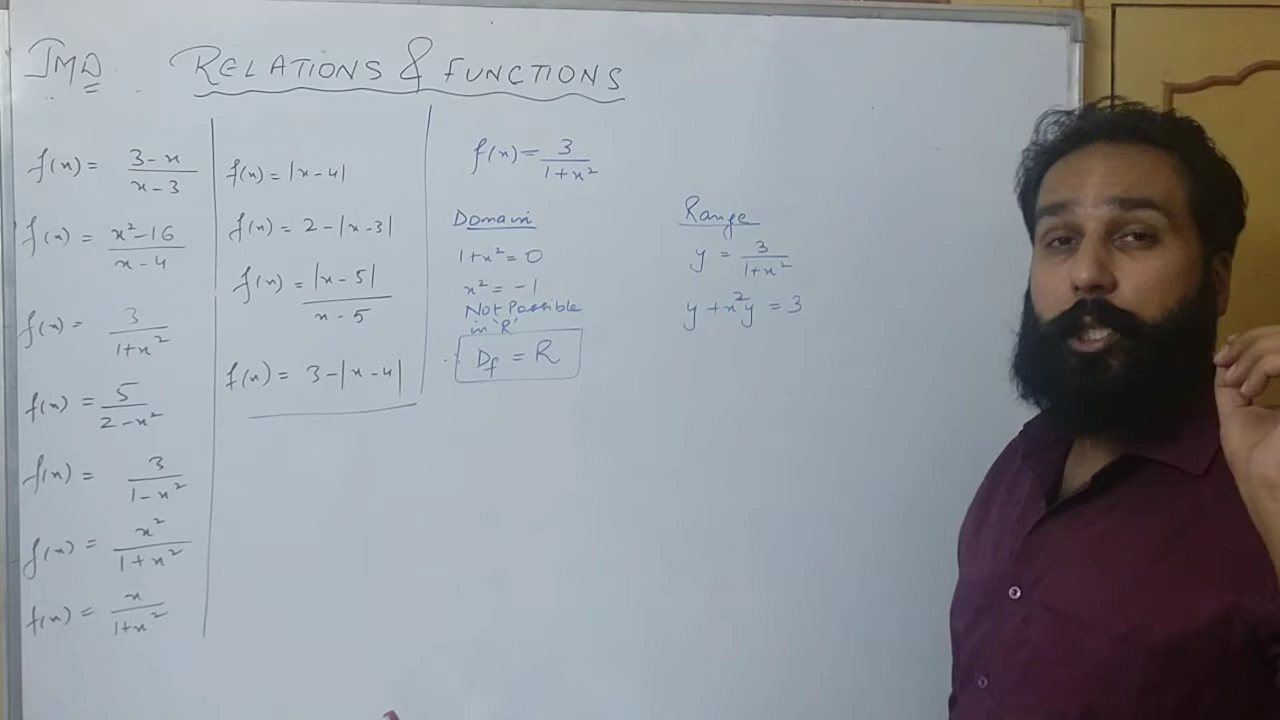 JMD. RELATIONS & FUNCTIONS
f(x) = 3-x / x-3
f(x) = x²-16 / x-4
f(x) = 3 / 1+x²
f(x) = 5 / 2-x²
f(x) = 3 / 1-x²
f(x) = x² / 1+x²
f(x) = x / 1+x²
f(x) = |x-4|
f(x) = 2-|x-3|
f(x) = |x-5| / x-5
f(x) = 3-|x-4|
f(x) = 3 / 1+x²
Domain
1+x² = 0
x² = -1
Not Possible
in 'R'
Df = R
Range
y = 3 / 1+x²
y + x²y = 3